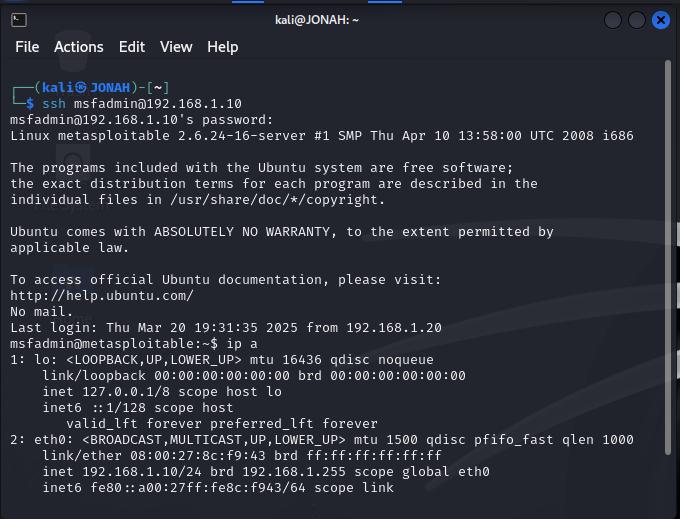 kali@JONAH: ~
File Actions Edit View Help
┌──(kali㉿JONAH)-[~]
└─$ ssh msfadmin@192.168.1.10
msfadmin@192.168.1.10's password:
Linux metasploitable 2.6.24-16-server #1 SMP Thu Apr 10 13:58:00 UTC 2008 i686
The programs included with the Ubuntu system are free software;
the exact distribution terms for each program are described in the
individual files in /usr/share/doc/*/copyright.
Ubuntu comes with ABSOLUTELY NO WARRANTY, to the extent permitted by
applicable law.
To access official Ubuntu documentation, please visit:
http://help.ubuntu.com/
No mail.
Last login: Thu Mar 20 19:31:35 2025 from 192.168.1.20
msfadmin@metasploitable:~$ ip a
1: lo: <LOOPBACK,UP,LOWER_UP> mtu 16436 qdisc noqueue
    link/loopback 00:00:00:00:00:00 brd 00:00:00:00:00:00
    inet 127.0.0.1/8 scope host lo
    inet6 ::1/128 scope host
       valid_lft forever preferred_lft forever
2: eth0: <BROADCAST,MULTICAST,UP,LOWER_UP> mtu 1500 qdisc pfifo_fast qlen 1000
    link/ether 08:00:27:8c:f9:43 brd ff:ff:ff:ff:ff:ff
    inet 192.168.1.10/24 brd 192.168.1.255 scope global eth0
    inet6 fe80::a00:27ff:fe8c:f943/64 scope link